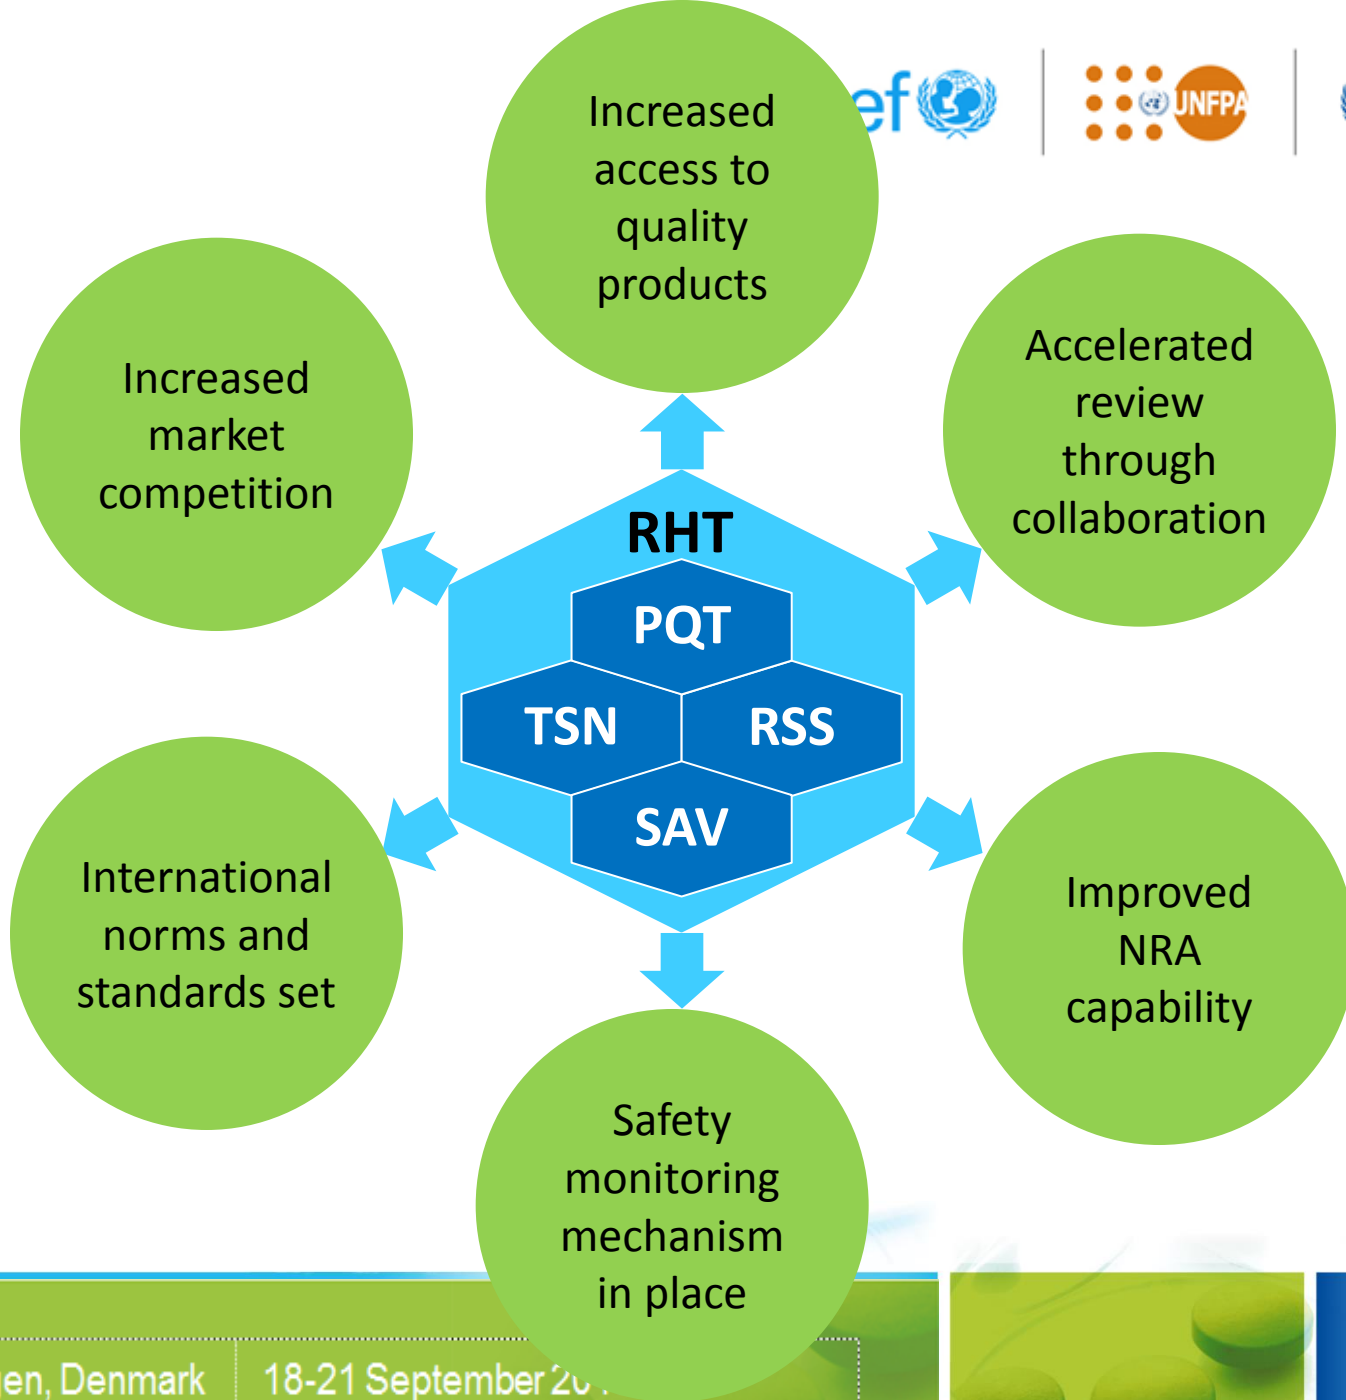 Increased
access to
quality
products
UNFPA
Increased
market
competition
Accelerated
review
through
collaboration
RHT
PQT
TSN
RSS
SAV
International
norms and
standards set
Improved
NRA
capability
Safety
monitoring
mechanism
in place
Denmark
18-21 September